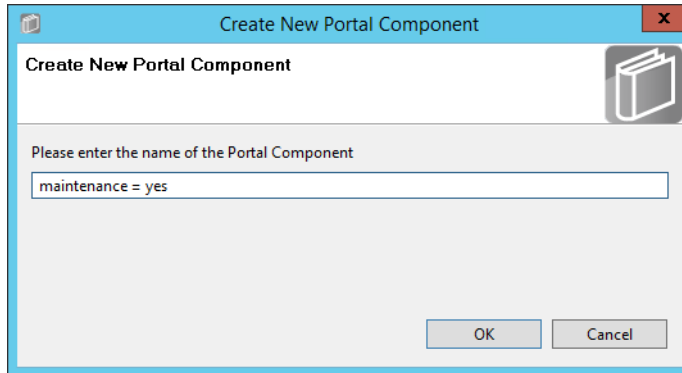 Create New Portal Component
x
Create New Portal Component
Please enter the name of the Portal Component
maintenance = yes
OK Cancel